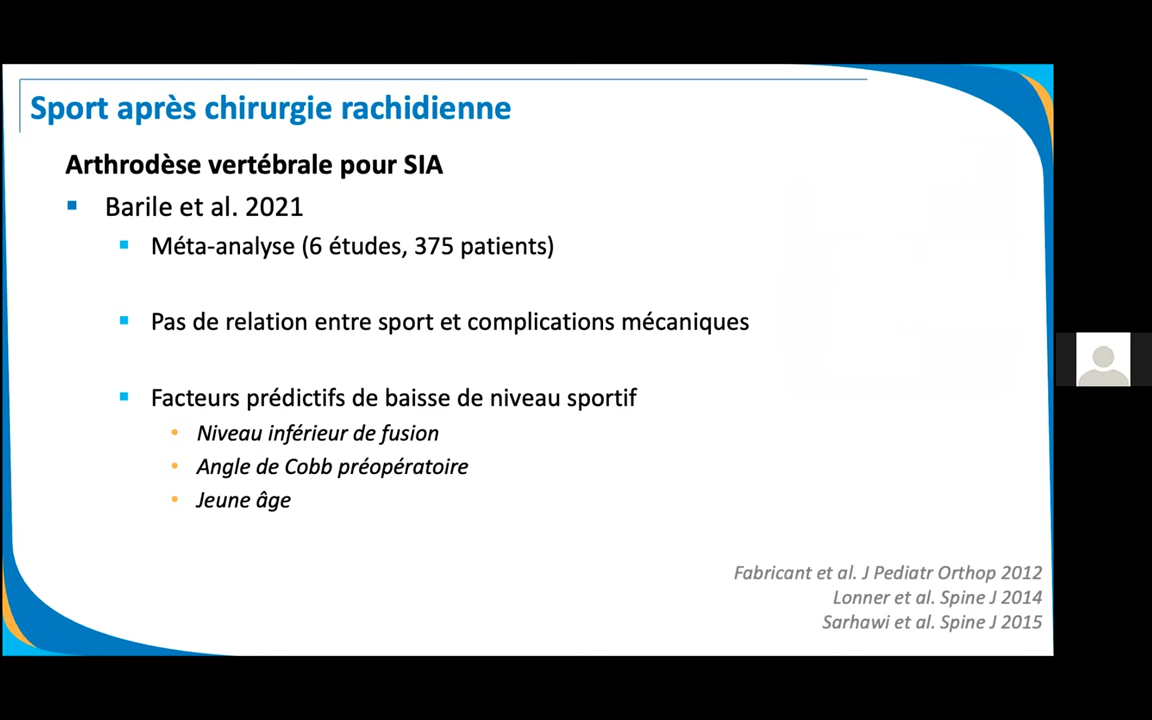 Sport après chirurgie rachidienne
Arthrodèse vertébrale pour SIA
Barile et al. 2021
Méta-analyse (6 études, 375 patients)
Pas de relation entre sport et complications mécaniques
Facteurs prédictifs de baisse de niveau sportif
Niveau inférieur de fusion
Angle de Cobb préopératoire
Jeune âge
Fabricant et al. J Pediatr Orthop 2012
Lonner et al. Spine J 2014
Sarhawi et al. Spine J 2015